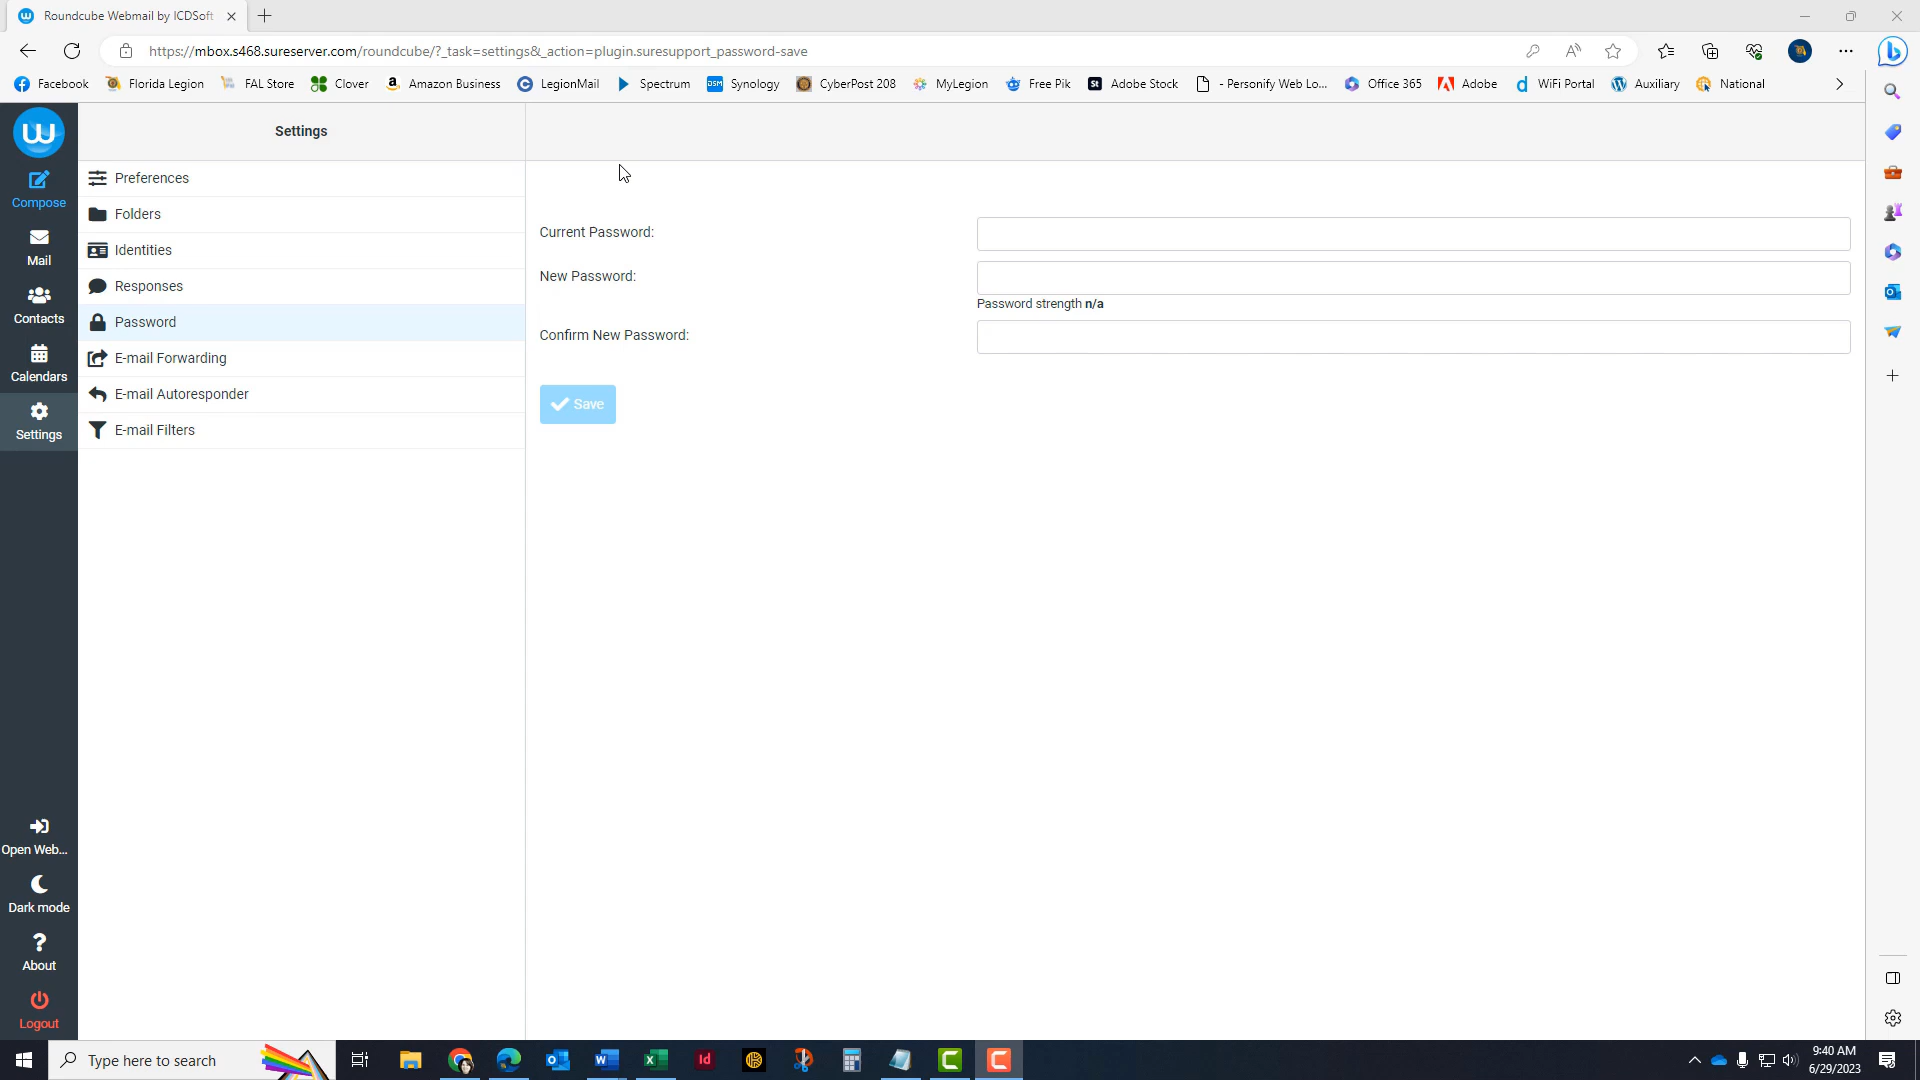 Roundcube Webmail by ICDSoft
https://mbox.s468.sureserver.com/roundcube/?_task=settings&_action=plugin.suresupport_password-save
Facebook Florida Legion FAL Store Clover Amazon Business LegionMail Spectrum DSM Synology CyberPost 208 MyLegion Free Pik St Adobe Stock - Personify Web Lo... Office 365 Adobe WiFi Portal Auxiliary National
Settings
Compose
Mail
Contacts
Calendars
Settings
Preferences
Folders
Identities
Responses
Password
E-mail Forwarding
E-mail Autoresponder
E-mail Filters
Current Password:
New Password:
Password strength n/a
Confirm New Password:
Save
Open Web...
Dark mode
About
Logout
Type here to search
Id
9:40 AM
6/29/2023